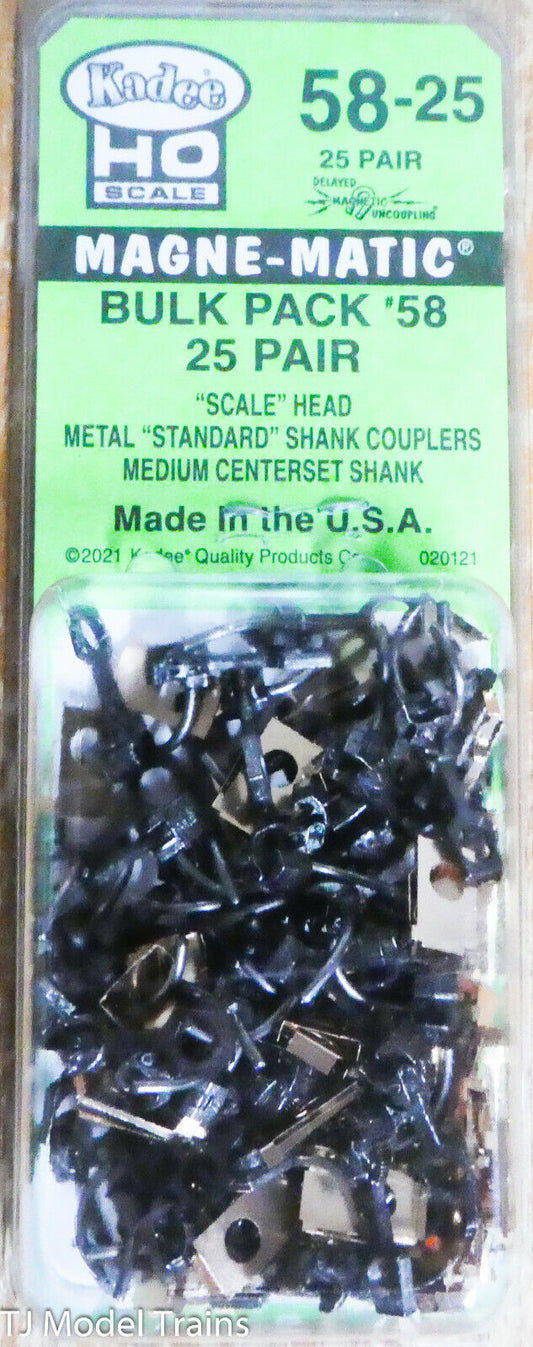 Kadee®
HO
SCALE
58-25
25 PAIR
DELAYED
MAGNETIC
UNCOUPLING®
MAGNE-MATIC®
BULK PACK #58
25 PAIR
"SCALE" HEAD
METAL "STANDARD" SHANK COUPLERS
MEDIUM CENTERSET SHANK
Made In the U.S.A.
©2021 Kadee® Quality Products Co. 020121
TJ Model Trains